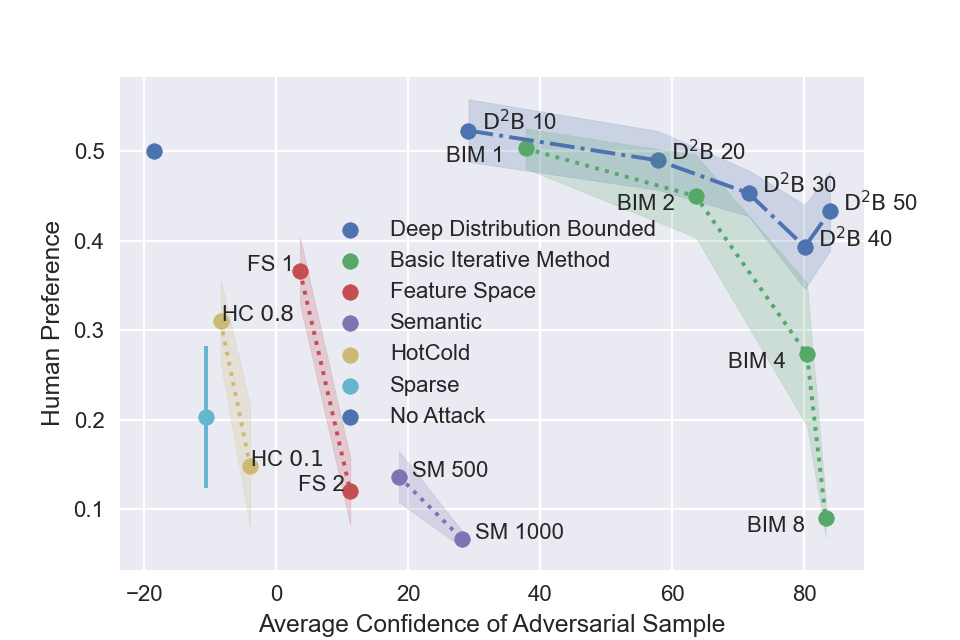 D²B 10
BIM 1
D²B 20
D²B 30
BIM 2
D²B 50
D²B 40
FS 1
HC 0.8
BIM 4
HC 0.1
FS 2
SM 500
SM 1000
BIM 8
Deep Distribution Bounded
Basic Iterative Method
Feature Space
Semantic
HotCold
Sparse
No Attack
Human Preference
0.5
0.4
0.3
0.2
0.1
−20 0 20 40 60 80
Average Confidence of Adversarial Sample